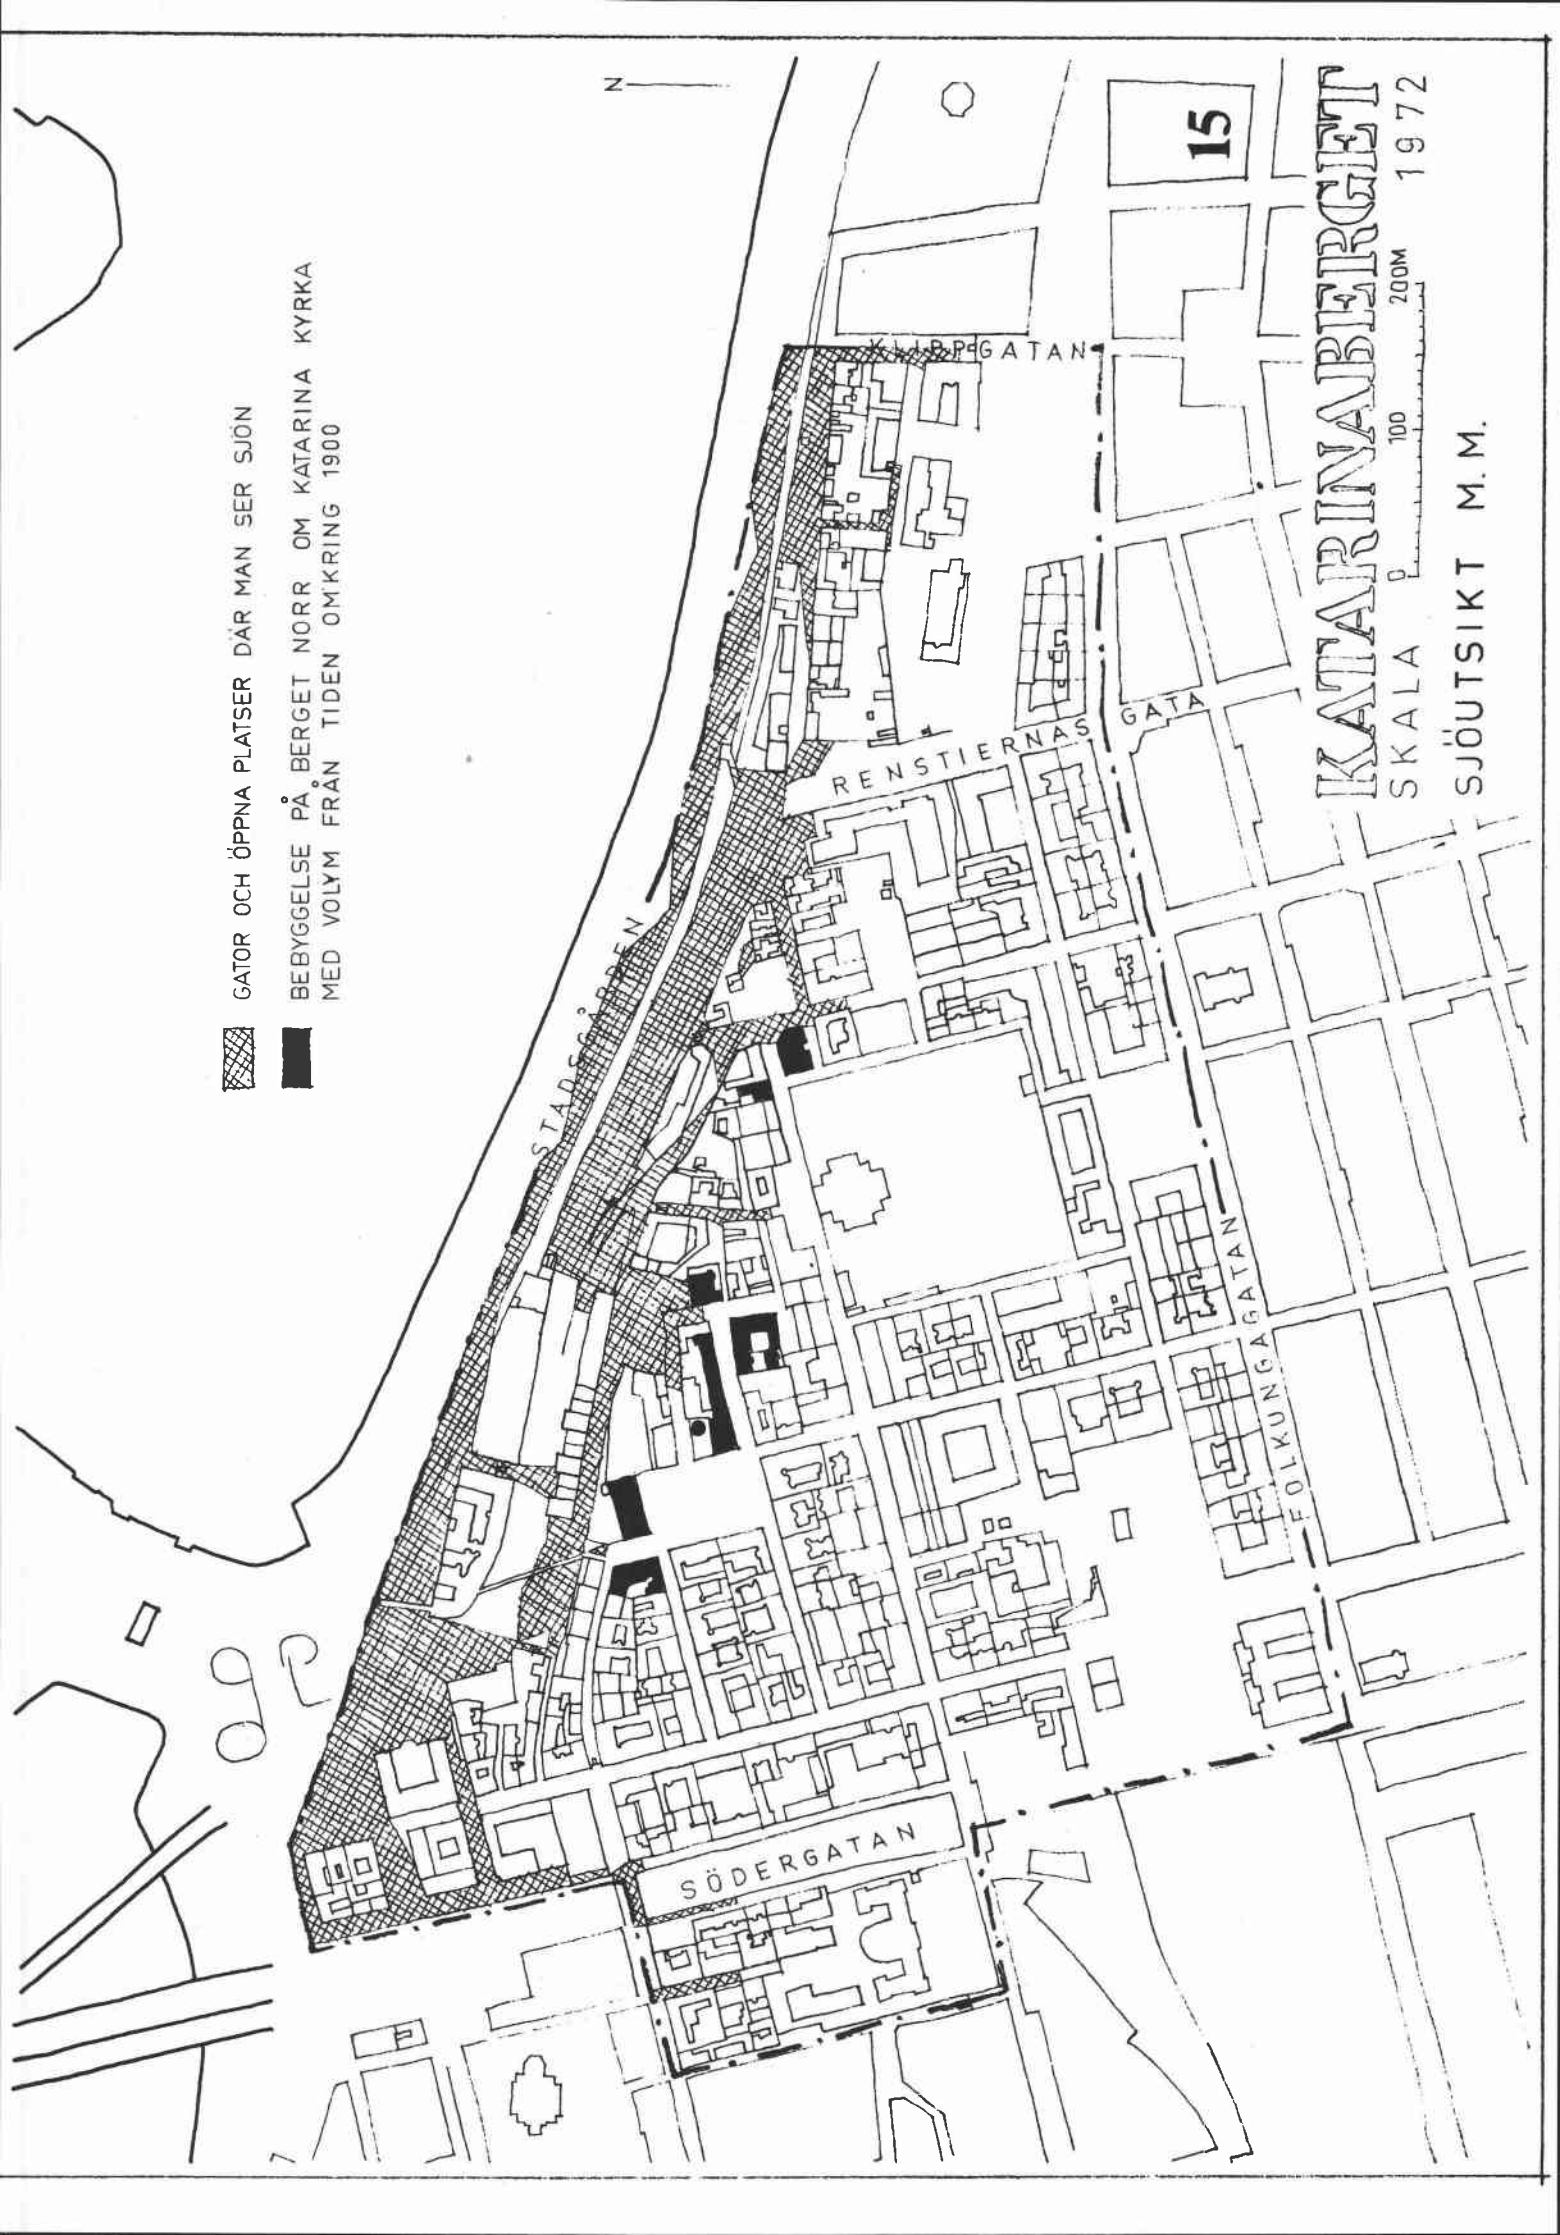 GATOR OCH ÖPPNA PLATSER DÄR MAN SER SJÖN
BEBYGGELSE PÅ BERGET NORR OM KATARINA KYRKA
MED VOLYM FRÅN TIDEN OMKRING 1900
N
STADSGÅRDEN
KLIPPGATAN
RENSTIERNAS GATA
FOLKUNGAGATAN
SÖDERGATAN
15
KATARINABERGET
SKALA 0 100 200M 1972
SJÖUTSIKT M.M.